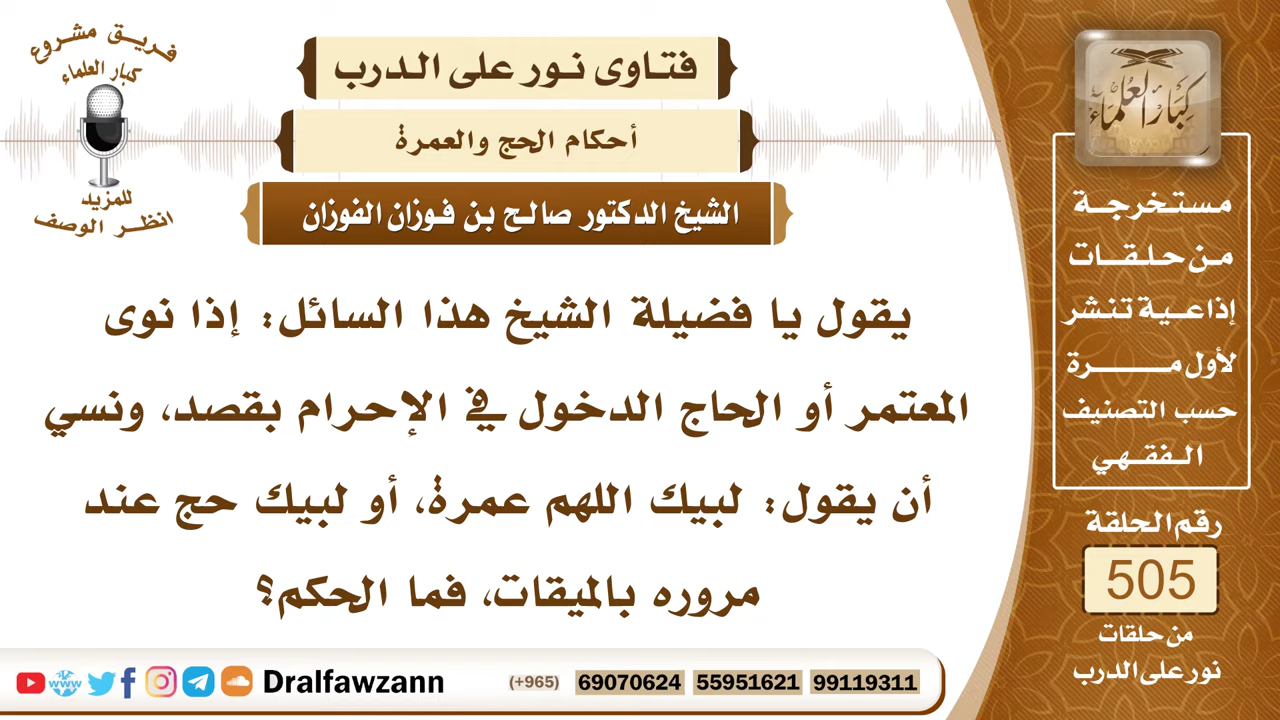 فريق مشروع
كبار العلماء
للمزيد
انظر الوصف
فتاوى نور على الدرب
أحكام الحج والعمرة
الشيخ الدكتور صالح بن فوزان الفوزان
يقول يا فضيلة الشيخ هذا السائل: إذا نوى
المعتمر أو الحاج الدخول في الإحرام بقصد، ونسي
أن يقول: لبيك اللهم عمرة، أو لبيك حج عند
مروره بالميقات، فما الحكم؟
كبار العلماء
مستخرجة
من حلقات
إذاعية تنشر
لأول مرة
حسب التصنيف
الفقهي
رقم الحلقة
505
من حلقات
نور على الدرب
Dralfawzann (+965) 69070624 55951621 99119311